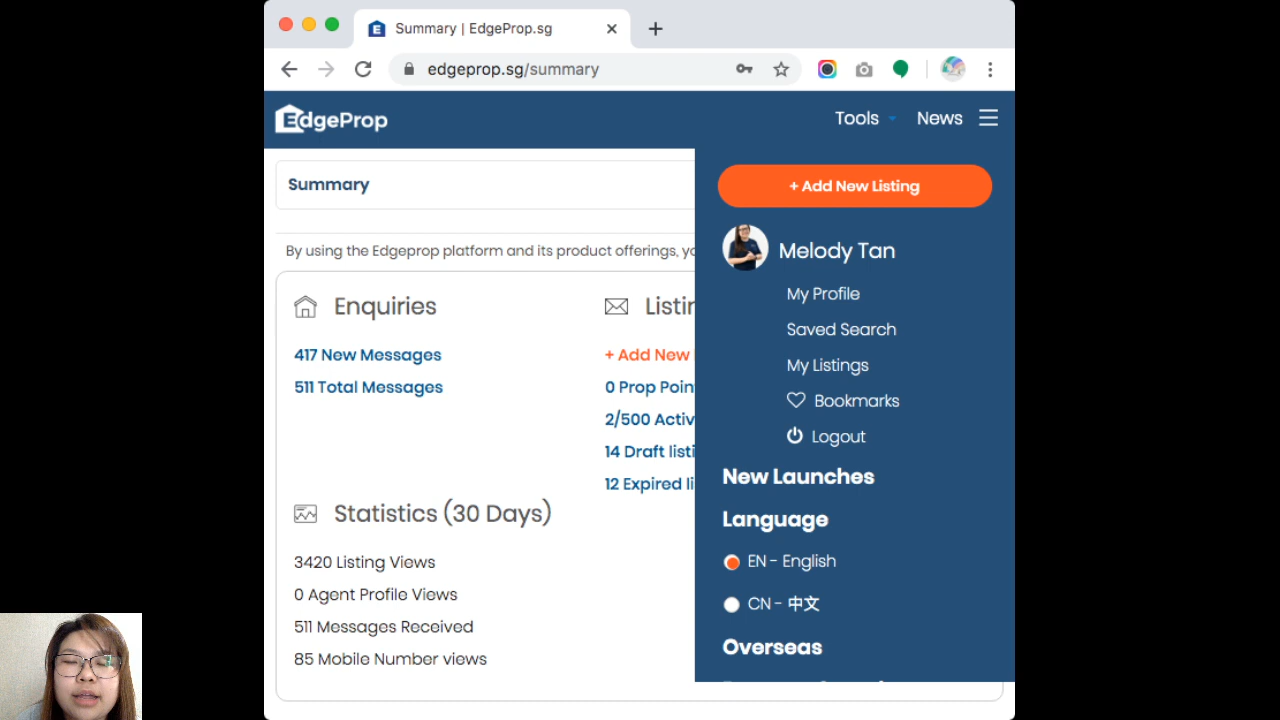 Summary | EdgeProp.sg
edgeprop.sg/summary
EdgeProp
Tools
News
Summary
+ Add New Listing
By using the Edgeprop platform and its product offerings,
Melody Tan
My Profile
Saved Search
My Listings
Bookmarks
Logout
New Launches
Language
EN - English
CN - 中文
Overseas
Enquiries
417 New Messages
511 Total Messages
Listin
+ Add New
0 Prop Poin
2/500 Activ
14 Draft listi
12 Expired li
Statistics (30 Days)
3420 Listing Views
0 Agent Profile Views
511 Messages Received
85 Mobile Number views